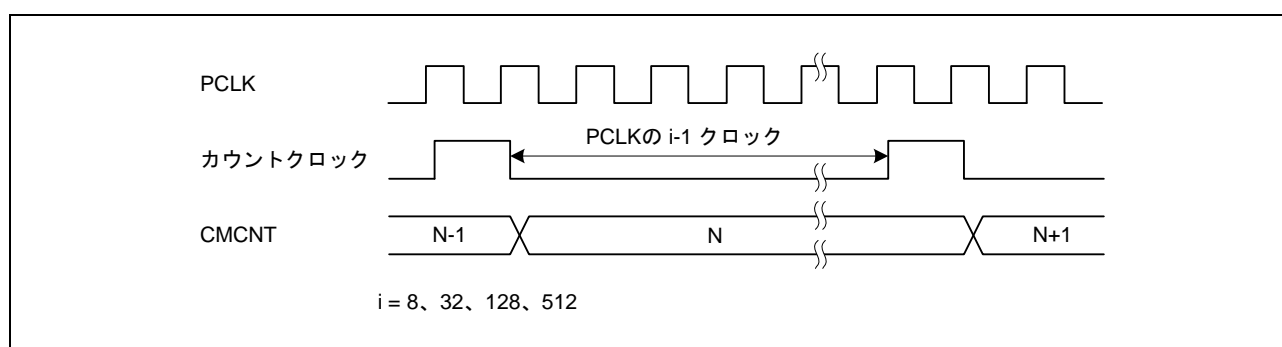 PCLK
PCLKの i-1 クロック
カウントクロック
CMCNT N-1 N N+1
i = 8、32、128、512